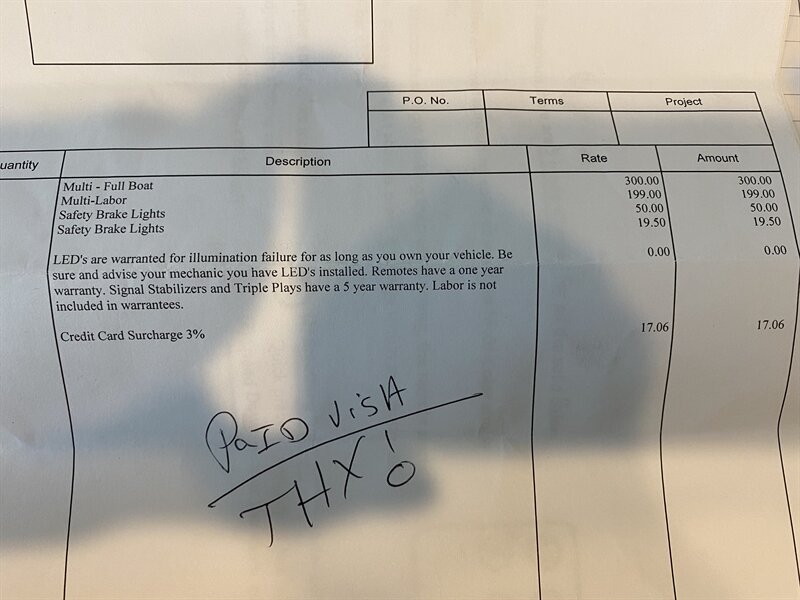 P.O. No. Terms Project
Description Rate Amount
Multi - Full Boat 300.00 300.00
Multi-Labor 199.00 199.00
Safety Brake Lights 50.00 50.00
Safety Brake Lights 19.50 19.50
LED's are warranted for illumination failure for as long as you own your vehicle. Be 0.00 0.00
sure and advise your mechanic you have LED's installed. Remotes have a one year
warranty. Signal Stabilizers and Triple Plays have a 5 year warranty. Labor is not
included in warrantees.
Credit Card Surcharge 3% 17.06 17.06
PaID VisA
THX!